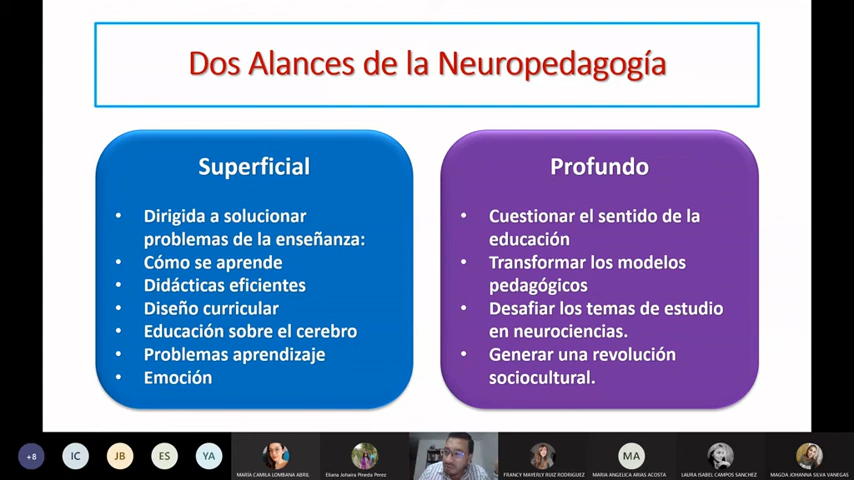 Dos Alances de la Neuropedagogía
Superficial
• Dirigida a solucionar
problemas de la enseñanza:
• Cómo se aprende
• Didácticas eficientes
• Diseño curricular
• Educación sobre el cerebro
• Problemas aprendizaje
• Emoción
Profundo
• Cuestionar el sentido de la
educación
• Transformar los modelos
pedagógicos
• Desafiar los temas de estudio
en neurociencias.
• Generar una revolución
sociocultural.
+8
IC
JB
ES
YA
MARÍA CAMILA LOMBANA ABRIL
Eliana Johaira Pineda Perez
FRANCY MAYERLY RUIZ RODRIGUEZ
MA
MARIA ANGELICA ARIAS ACOSTA
LAURA ISABEL CAMPOS SANCHEZ
MAGDA JOHANNA SILVA VANEGAS